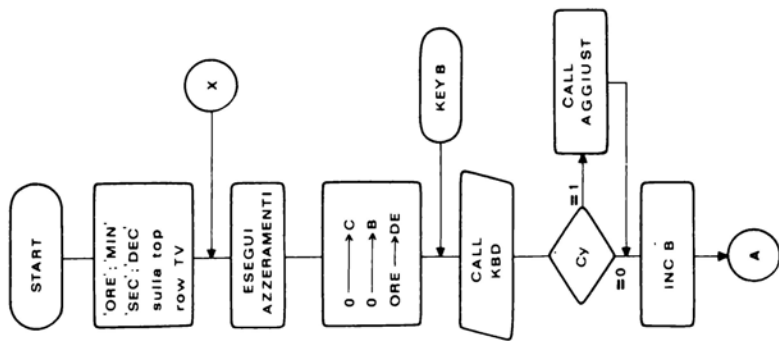 START
'ORE':'MIN'
'SEC':'DEC'
sulla top
row TV
X
ESEGUI
AZZERAMENTI
0 ⟶ C
0 ⟶ B
ORE ⟶ DE
KEYB
CALL
KBD
Cy
=1
CALL
AGGIUST
=0
INC B
A